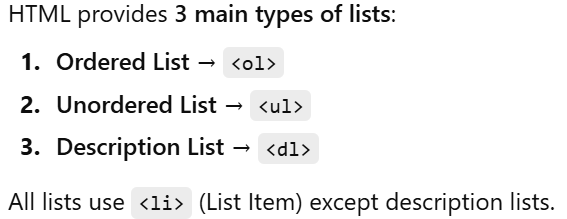 HTML provides 3 main types of lists:
1. Ordered List → <ol>
2. Unordered List → <ul>
3. Description List → <dl>
All lists use <li> (List Item) except description lists.